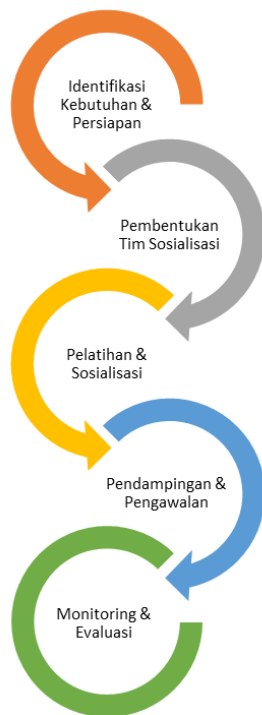 Identifikasi
Kebutuhan &
Persiapan
Pembentukan
Tim Sosialisasi
Pelatihan &
Sosialisasi
Pendampingan &
Pengawalan
Monitoring &
Evaluasi